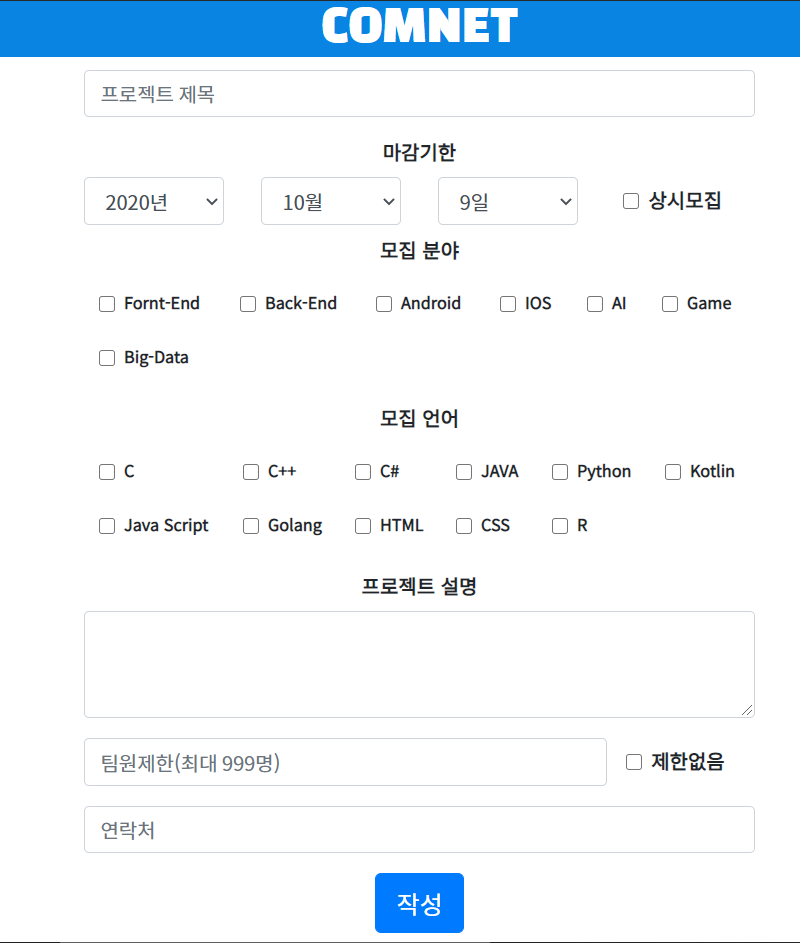 COMNET
프로젝트 제목
마감기한
2020년 10월 9일 상시모집
모집 분야
Fornt-End Back-End Android IOS AI Game
Big-Data
모집 언어
C C++ C# JAVA Python Kotlin
Java Script Golang HTML CSS R
프로젝트 설명
팀원제한(최대 999명) 제한없음
연락처
작성